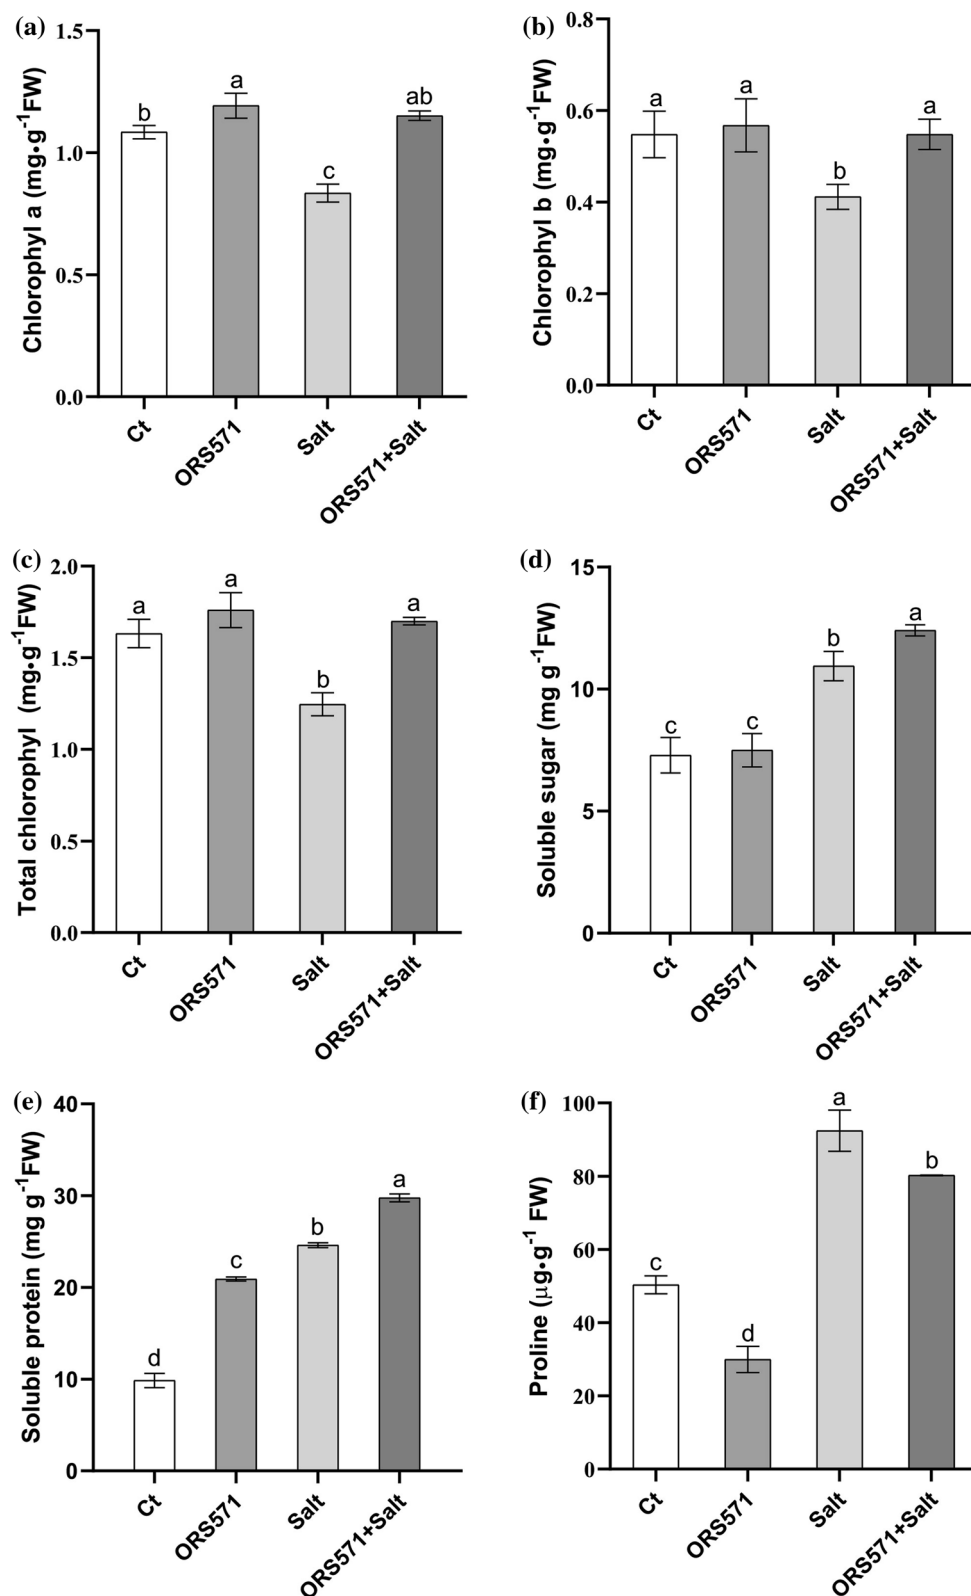 (a)
Chlorophyl a (mg•g⁻¹FW)
1.5
1.0
0.5
0.0
b
a
c
ab
Ct
ORS571
Salt
ORS571+Salt
(b)
Chlorophyl b (mg•g⁻¹FW)
0.8
0.6
0.4
0.2
0.0
a
a
b
a
Ct
ORS571
Salt
ORS571+Salt
(c)
Total chlorophyl (mg•g⁻¹FW)
2.0
1.5
1.0
0.5
0.0
a
a
b
a
Ct
ORS571
Salt
ORS571+Salt
(d)
Soluble sugar (mg g⁻¹FW)
15
10
5
0
c
c
b
a
Ct
ORS571
Salt
ORS571+Salt
(e)
Soluble protein (mg g⁻¹FW)
40
30
20
10
0
d
c
b
a
Ct
ORS571
Salt
ORS571+Salt
(f)
Proline (μg•g⁻¹ FW)
100
80
60
40
20
0
c
d
a
b
Ct
ORS571
Salt
ORS571+Salt